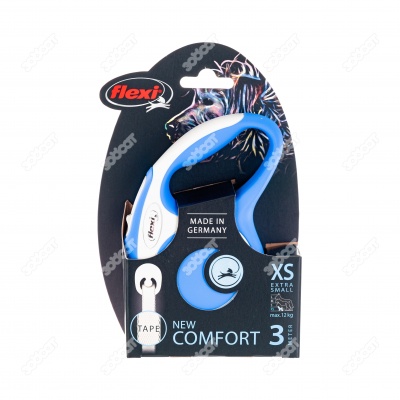 flexi
flexi
MADE IN
GERMANY
XS
EXTRA
SMALL
max. 12 kg
TAPE
NEW
COMFORT
3 METER